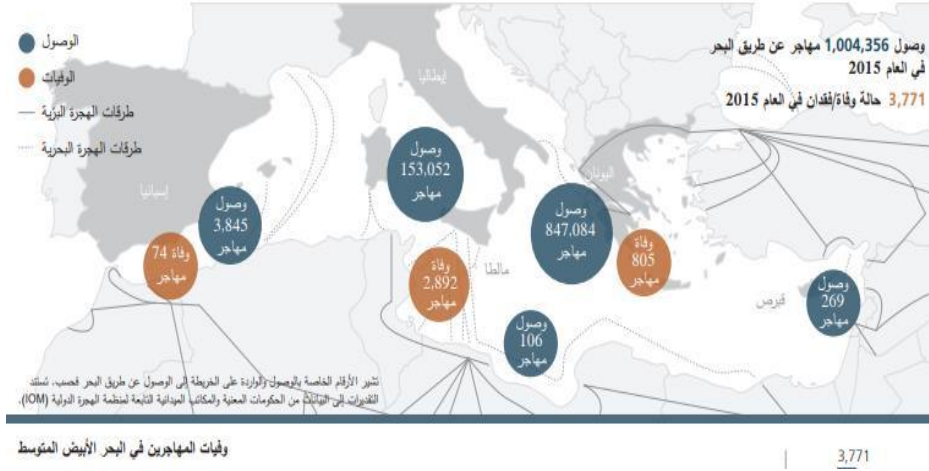 وصول 1,004,356 مهاجر عن طريق البحر
في العام 2015
3,771 حالة وفاة/فقدان في العام 2015
الوصول
الوفيات
طرقات الهجرة البرّية
طرقات الهجرة البحرية
إيطاليا
إسبانيا
اليونان
مالطا
قبرص
وصول
153,052
مهاجر
وصول
3,845
مهاجر
وفاة 74
مهاجر
وصول
847,084
مهاجر
وفاة
805
مهاجر
وفاة
2,892
مهاجر
وصول
106
مهاجر
وصول
269
مهاجر
تشير الأرقام الخاصة بالوصول والواردة على الخريطة إلى الوصول عن طريق البحر فحسب. تستند
التقديرات إلى البيانات من الحكومات المعنية والمكاتب الميدانية التابعة لمنظمة الهجرة الدولية (IOM).
وفيات المهاجرين في البحر الأبيض المتوسط
3,771